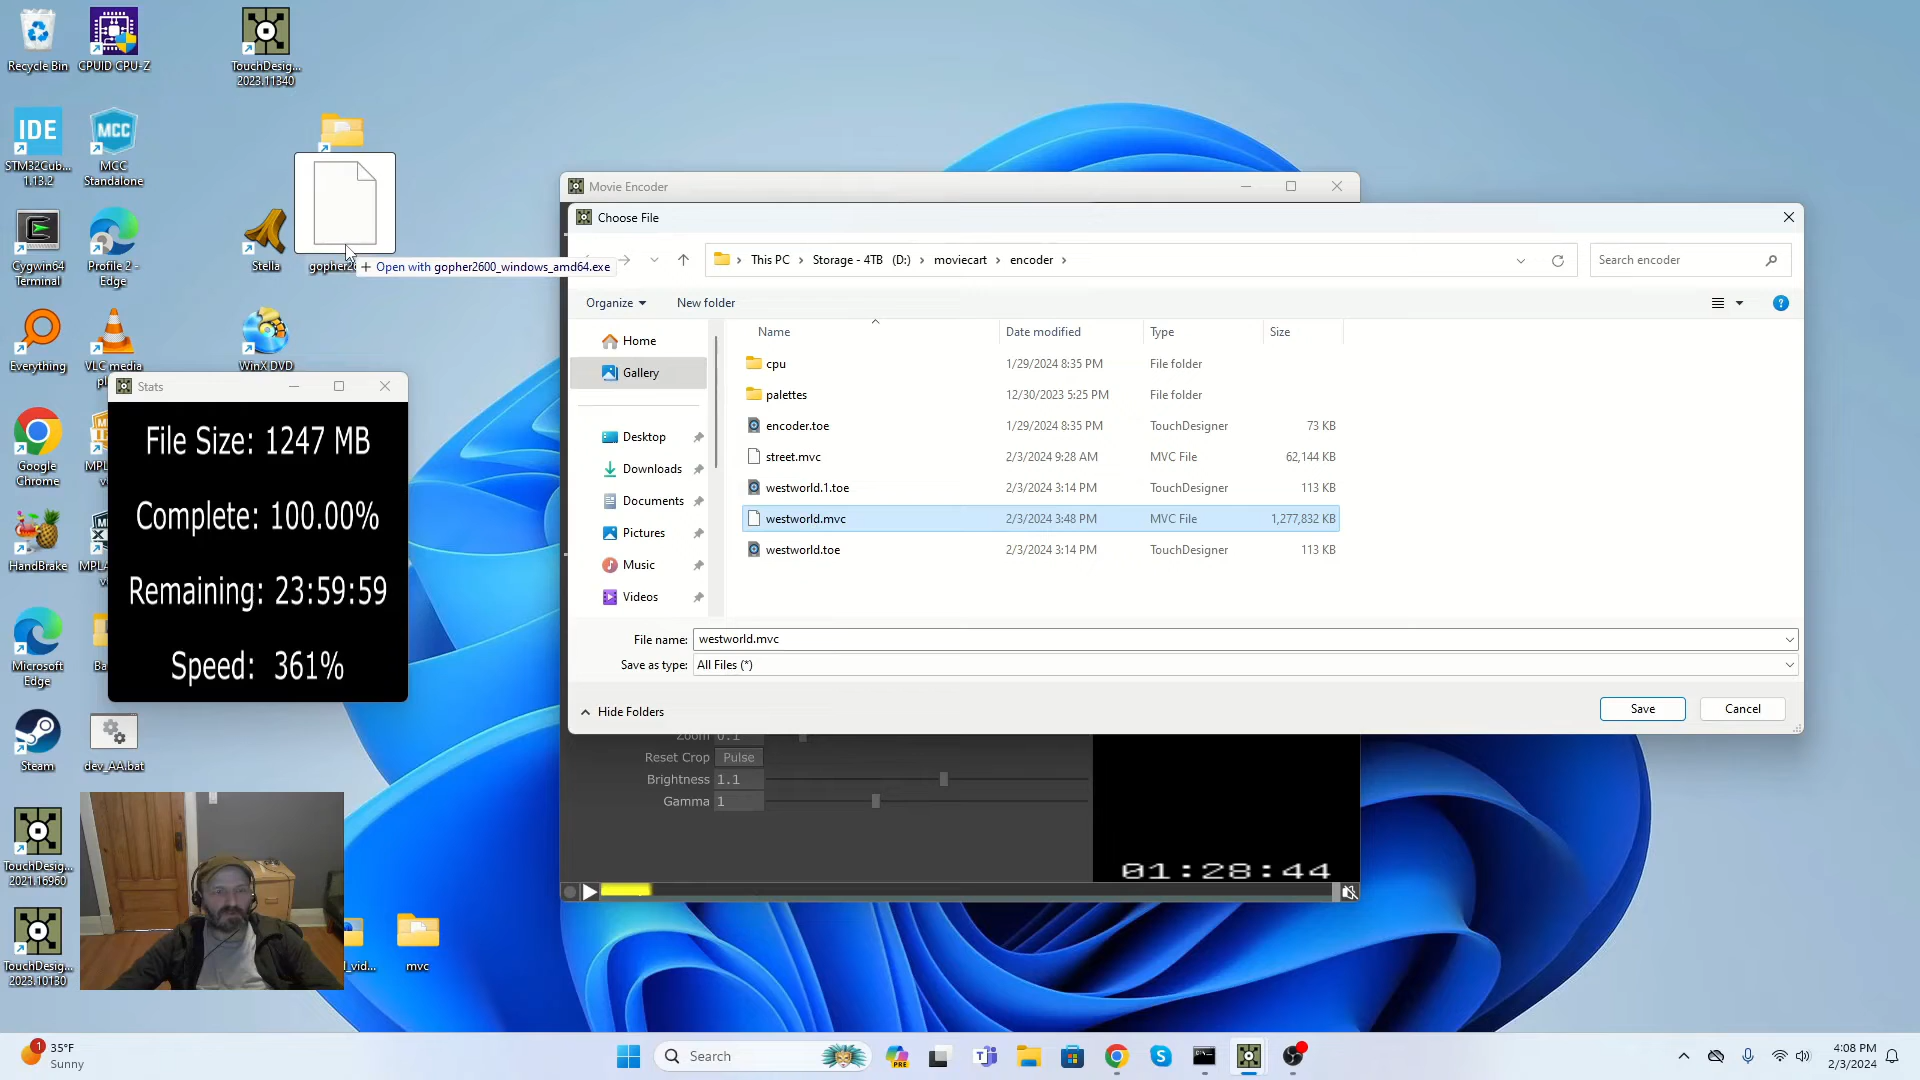 Recycle Bin
CPUID CPU-Z
TouchDesig...
2023.11340
IDE
MCC
STM32Cub...
1.13.2
MCC
Standalone
Cygwin64
Terminal
Profile 2 -
Edge
Stella
+ Open with gopher2600_windows_amd64.exe
Everything
VLC media
WinX DVD
Google
Chrome
HandBrake
Microsoft
Edge
Steam
dev_AA.bat
TouchDesig...
2021.16960
TouchDesig...
2023.10130
mvc
Stats
File Size: 1247 MB
Complete: 100.00%
Remaining: 23:59:59
Speed: 361%
Movie Encoder
Choose File
This PC > Storage - 4TB (D:) > moviecart > encoder >
Search encoder
Organize
New folder
Home
Gallery
Desktop
Downloads
Documents
Pictures
Music
Videos
Name Date modified Type Size
cpu 1/29/2024 8:35 PM File folder
palettes 12/30/2023 5:25 PM File folder
encoder.toe 1/29/2024 8:35 PM TouchDesigner 73 KB
street.mvc 2/3/2024 9:28 AM MVC File 62,144 KB
westworld.1.toe 2/3/2024 3:14 PM TouchDesigner 113 KB
westworld.mvc 2/3/2024 3:48 PM MVC File 1,277,832 KB
westworld.toe 2/3/2024 3:14 PM TouchDesigner 113 KB
File name: westworld.mvc
Save as type: All Files (*)
Hide Folders
Save
Cancel
Zoom 0.1
Reset Crop Pulse
Brightness 1.1
Gamma 1
01:28:44
1
35°F
Sunny
Search
PRE
4:08 PM
2/3/2024